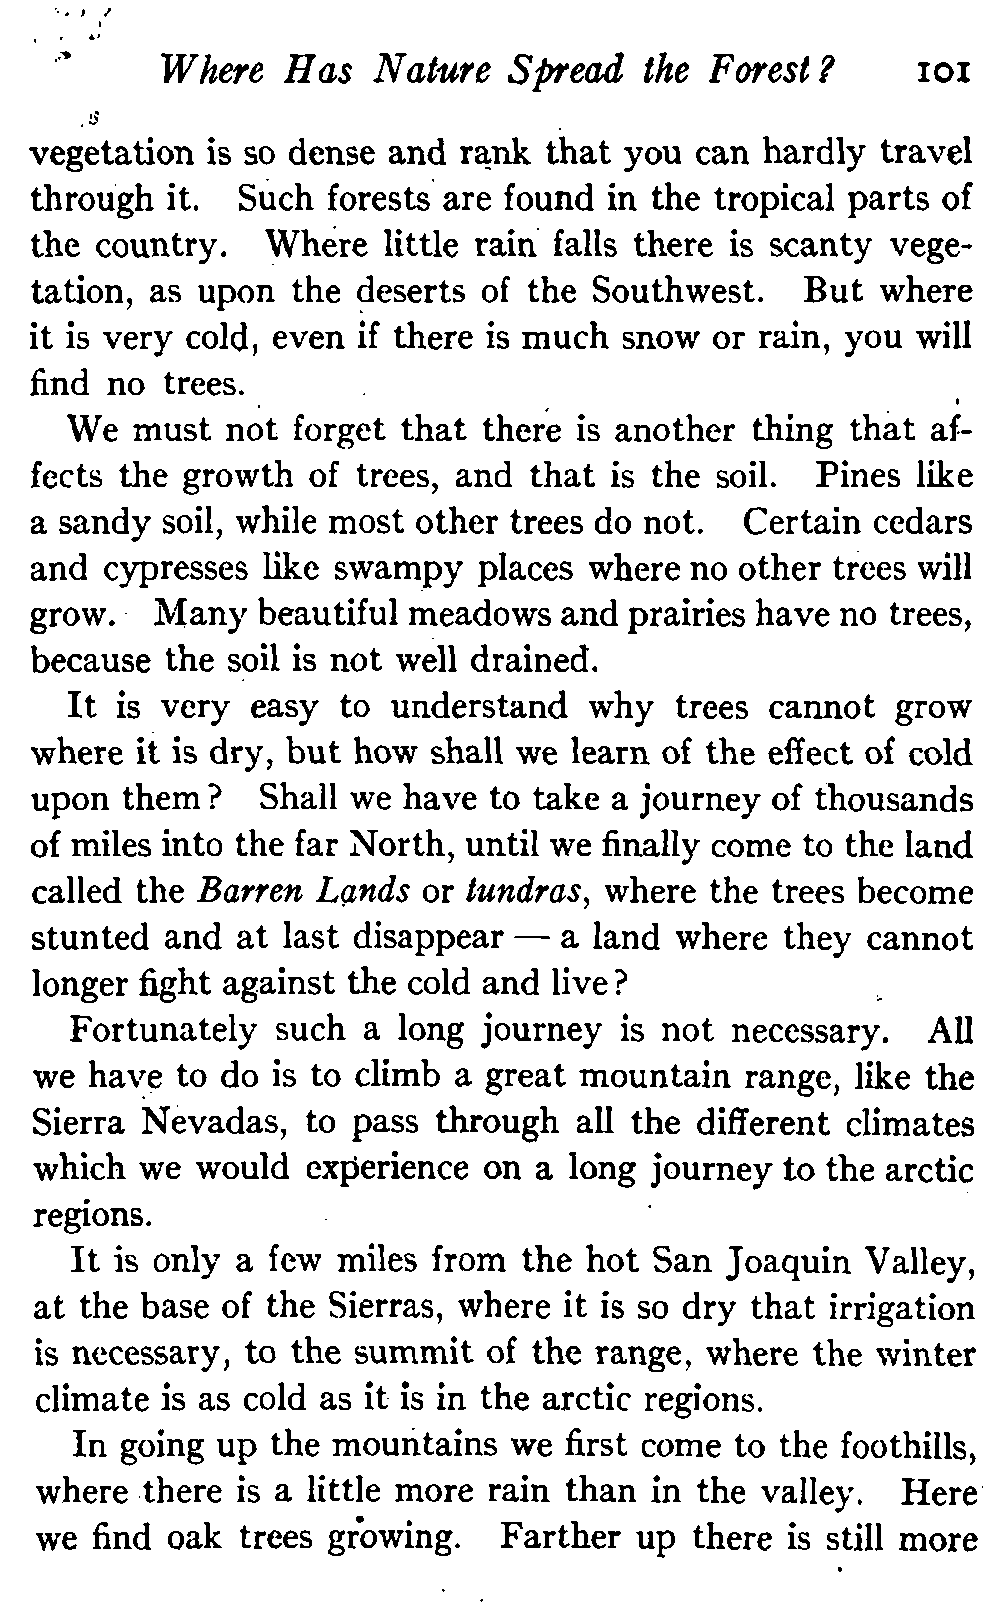 Where Has Nature Spread the Forest? 101
vegetation is so dense and rank that you can hardly travel
through it. Such forests are found in the tropical parts of
the country. Where little rain falls there is scanty vege-
tation, as upon the deserts of the Southwest. But where
it is very cold, even if there is much snow or rain, you will
find no trees.
We must not forget that there is another thing that af-
fects the growth of trees, and that is the soil. Pines like
a sandy soil, while most other trees do not. Certain cedars
and cypresses like swampy places where no other trees will
grow. Many beautiful meadows and prairies have no trees,
because the soil is not well drained.
It is very easy to understand why trees cannot grow
where it is dry, but how shall we learn of the effect of cold
upon them? Shall we have to take a journey of thousands
of miles into the far North, until we finally come to the land
called the Barren Lands or tundras, where the trees become
stunted and at last disappear — a land where they cannot
longer fight against the cold and live?
Fortunately such a long journey is not necessary. All
we have to do is to climb a great mountain range, like the
Sierra Nevadas, to pass through all the different climates
which we would experience on a long journey to the arctic
regions.
It is only a few miles from the hot San Joaquin Valley,
at the base of the Sierras, where it is so dry that irrigation
is necessary, to the summit of the range, where the winter
climate is as cold as it is in the arctic regions.
In going up the mountains we first come to the foothills,
where there is a little more rain than in the valley. Here
we find oak trees growing. Farther up there is still more